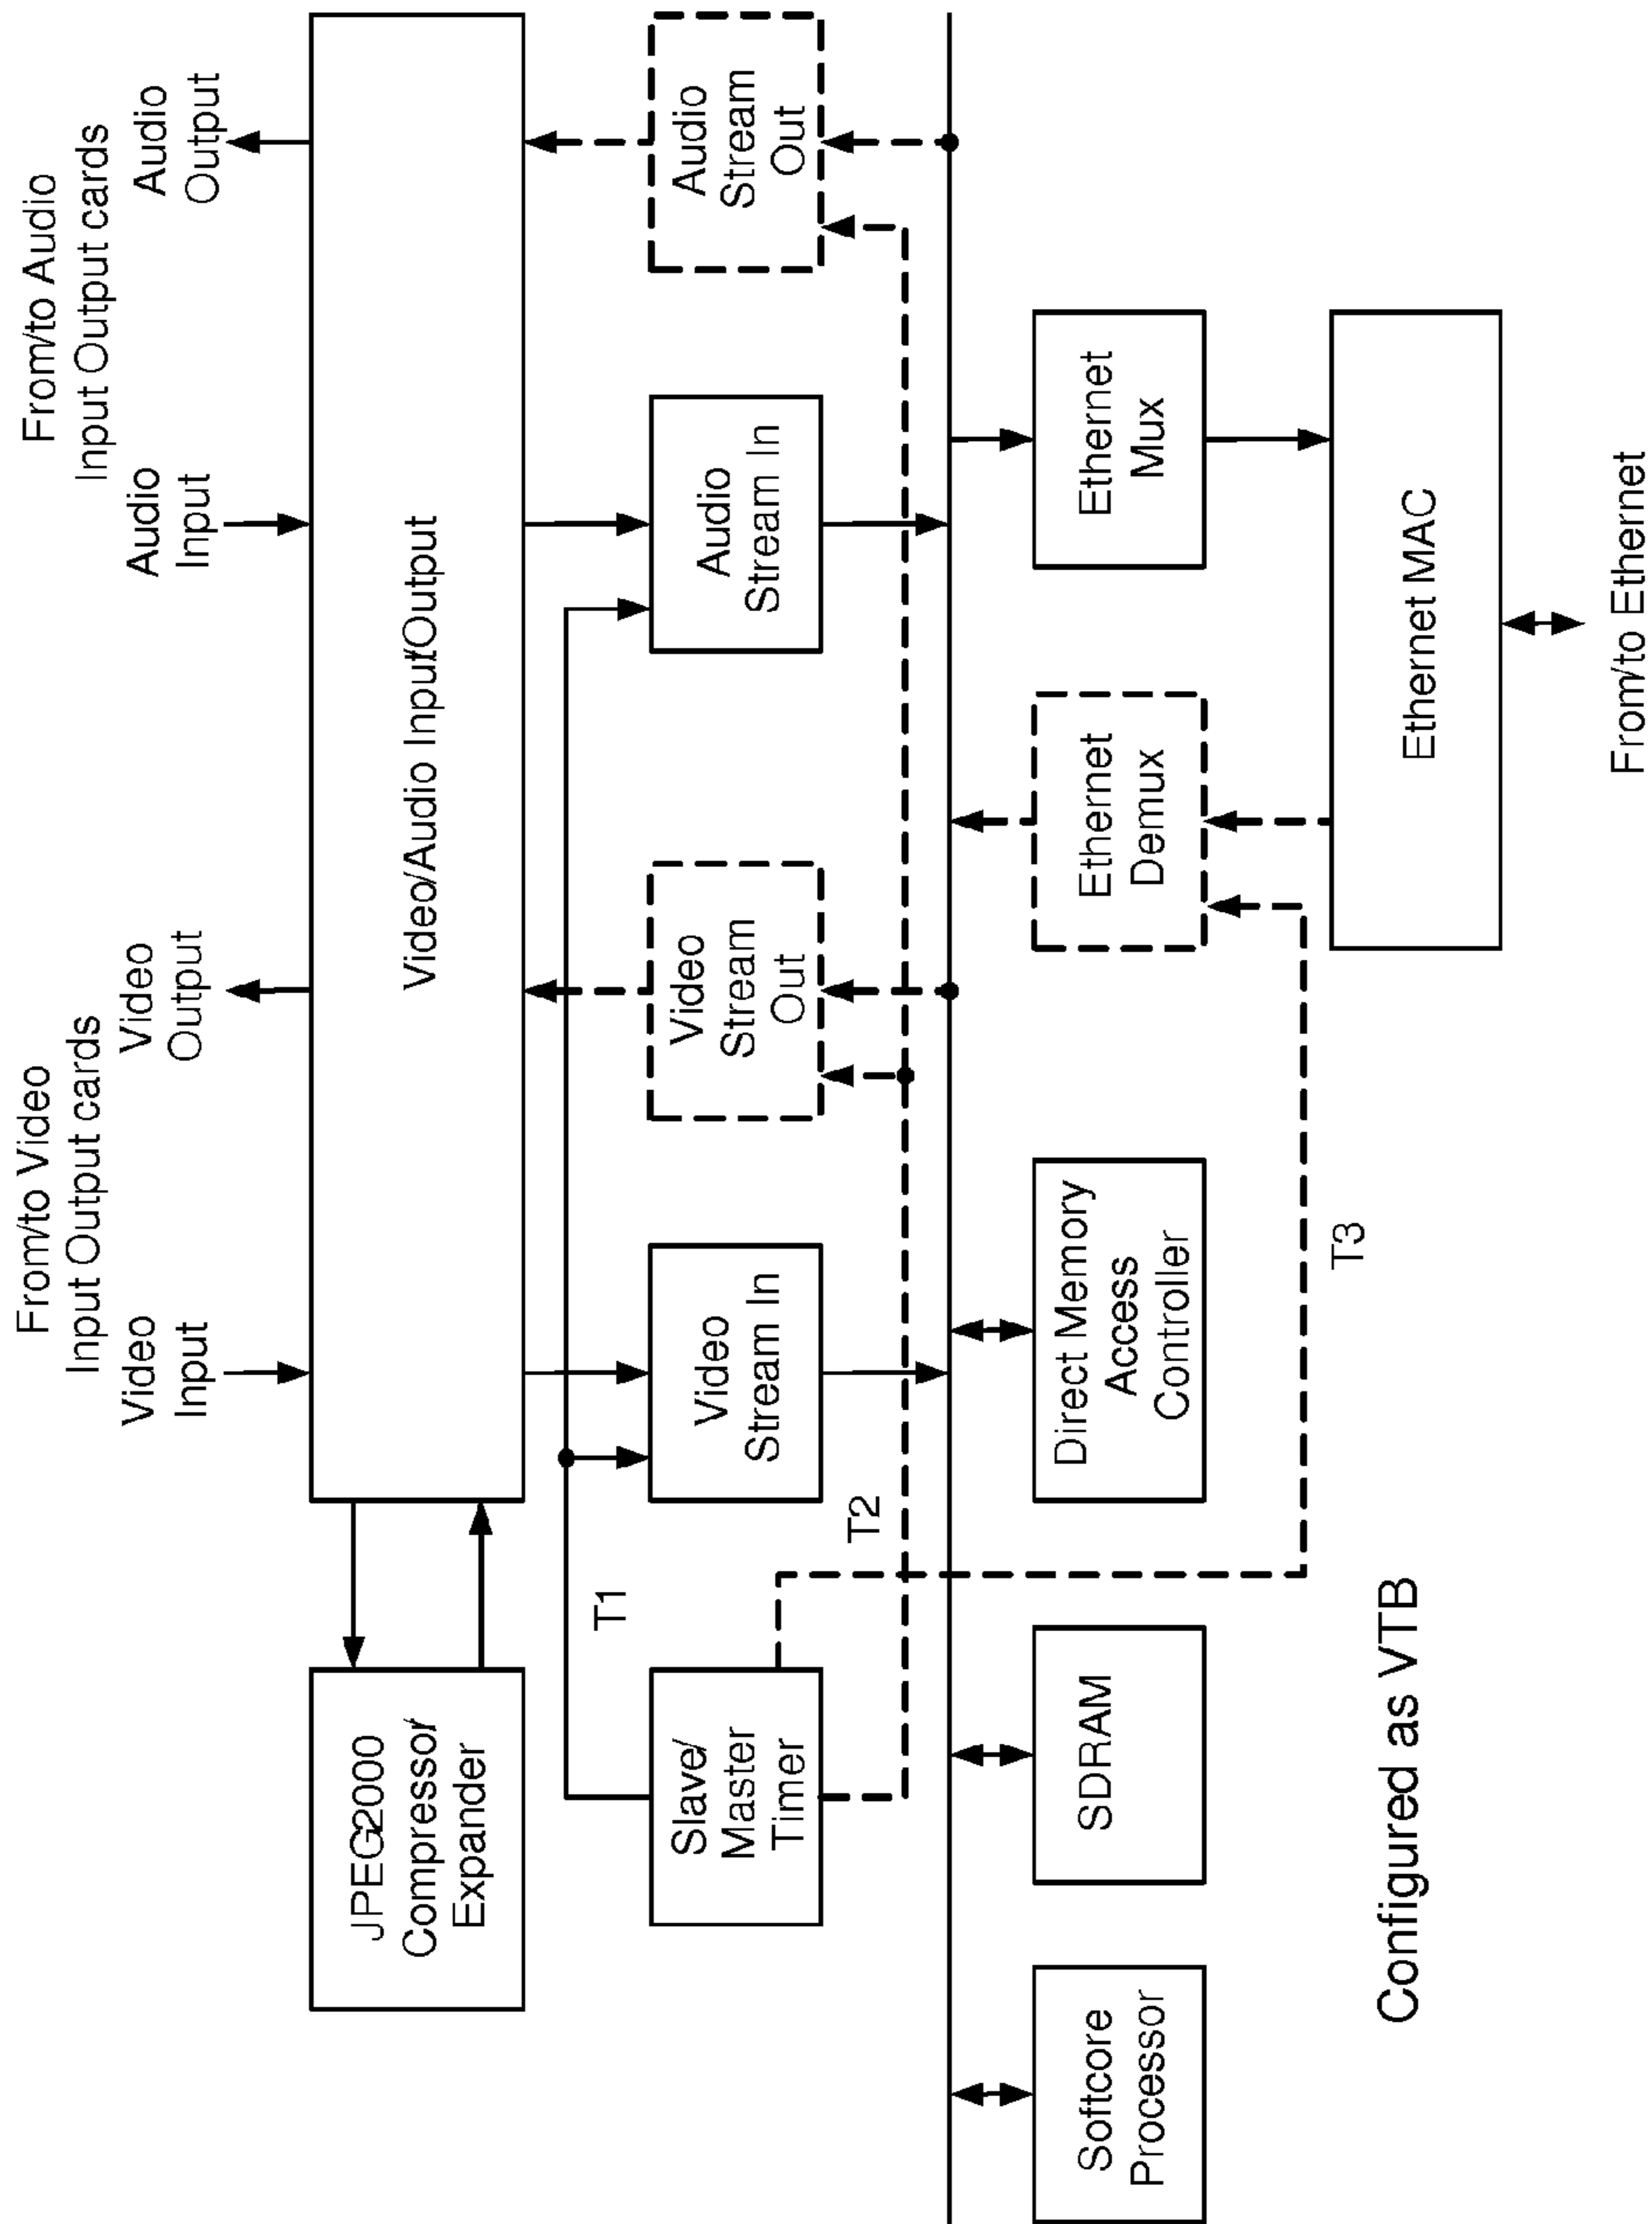 From/to Video
Input Output cards
From/to Audio
Input Output cards
Video
Input
Video
Output
Audio
Input
Audio
Output
JPEG2000
Compressor/
Expander
Video/Audio Input/Output
T1
Slave/
Master
Timer
Video
Stream In
Video
Stream
Out
Audio
Stream In
Audio
Stream
Out
T2
Softcore
Processor
SDRAM
Direct Memory
Access
Controller
Ethernet
Demux
Ethernet
Mux
T3
Ethernet MAC
Configured as VTB
From/to Ethernet